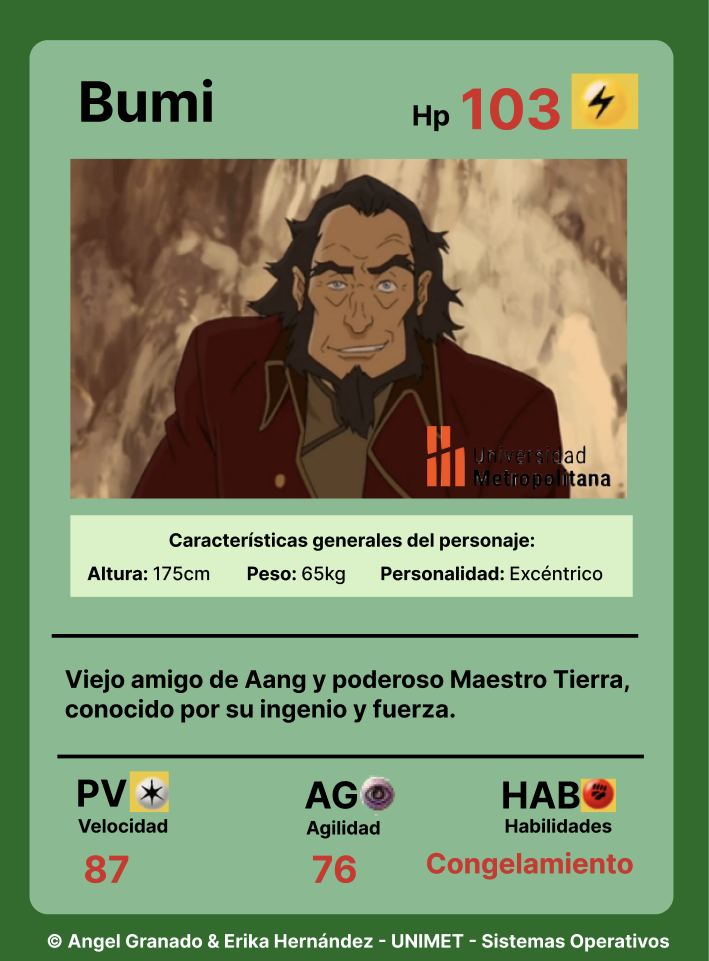 Bumi
Hp 103
Universidad
Metropolitana
Características generales del personaje:
Altura: 175cm Peso: 65kg Personalidad: Excéntrico
Viejo amigo de Aang y poderoso Maestro Tierra,
conocido por su ingenio y fuerza.
PV AG HAB
Velocidad Agilidad Habilidades
87 76 Congelamiento
© Angel Granado & Erika Hernández - UNIMET - Sistemas Operativos